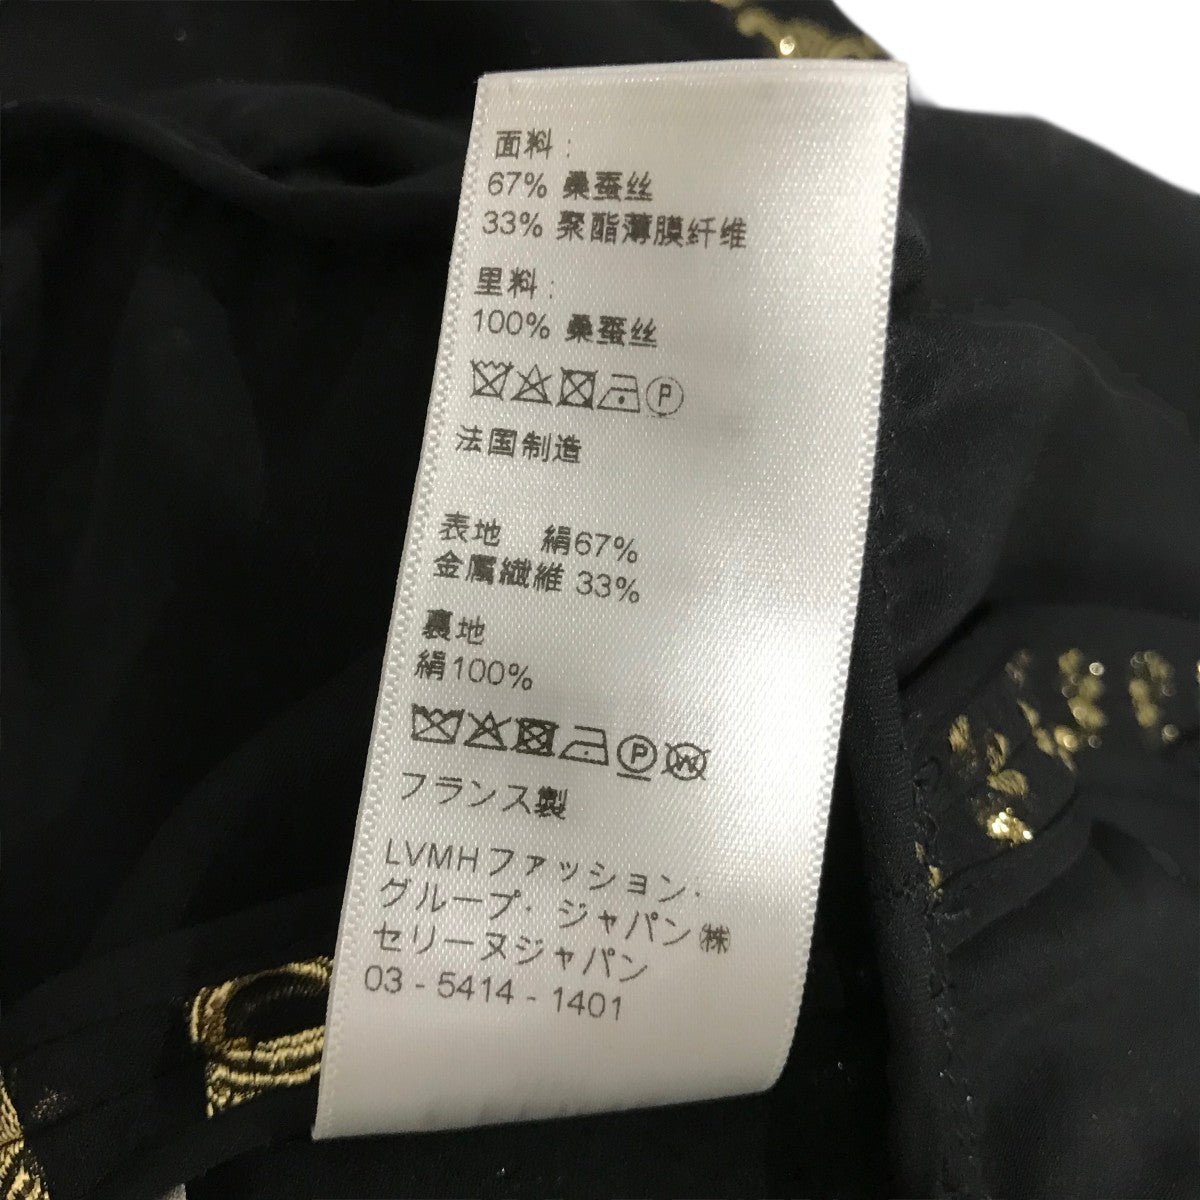 面料:
67% 桑蚕丝
33% 聚酯薄膜纤维
里料:
100% 桑蚕丝
P
法国制造
表地 絹67%
金属繊維 33%
裏地
絹100%
P W
フランス製
LVMHファッション·
グループ·ジャパン㈱
セリーヌジャパン
03 - 5414 - 1401